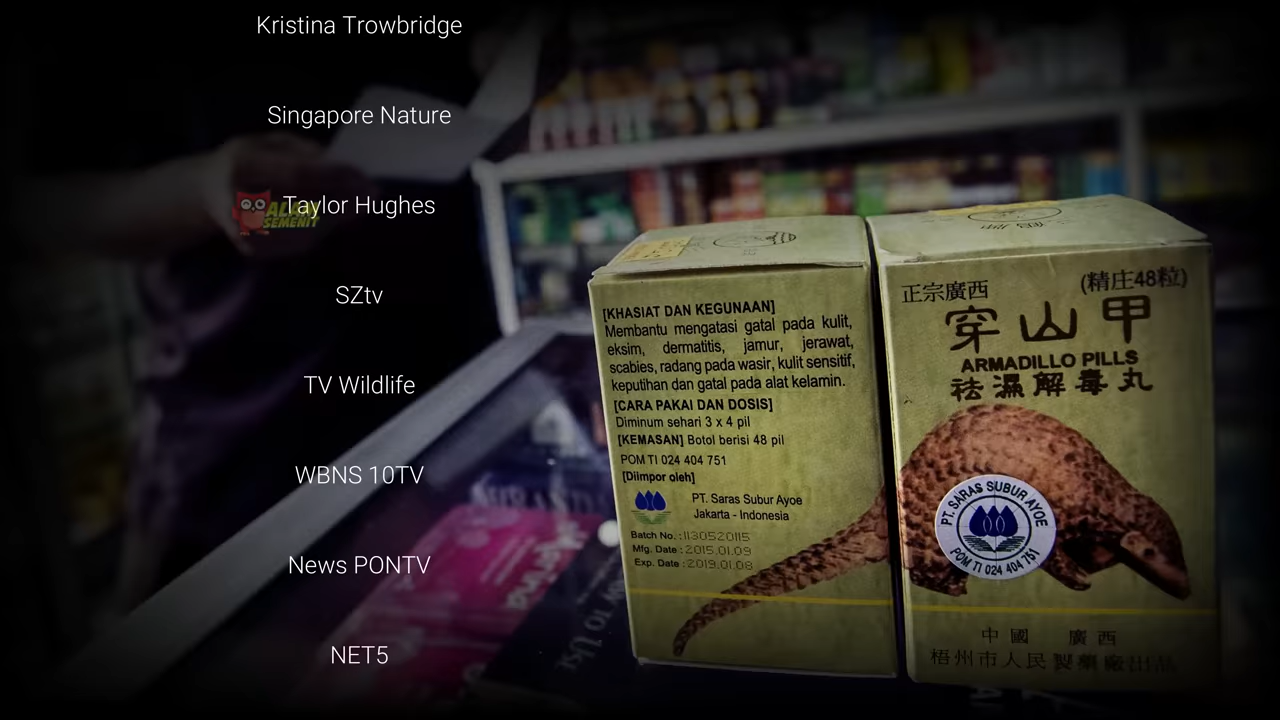 Kristina Trowbridge
Singapore Nature
Taylor Hughes
SZtv
TV Wildlife
WBNS 10TV
News PONTV
NET5
SEMENIT
[KHASIAT DAN KEGUNAAN]
Membantu mengatasi gatal pada kulit,
eksim, dermatitis, jamur, jerawat,
scabies, radang pada wasir, kulit sensitif,
keputihan dan gatal pada alat kelamin.
[CARA PAKAI DAN DOSIS]
Diminum sehari 3 x 4 pil
[KEMASAN] Botol berisi 48 pil
POM TI 024 404 751
[Diimpor oleh]
PT. Saras Subur Ayoe
Jakarta - Indonesia
Batch No. : 1130520115
Mfg. Date : 2015.01.09
Exp. Date : 2019.01.08
正宗廣西
(精庄48粒)
穿山甲
ARMADILLO PILLS
祛濕解毒丸
PT. SARAS SUBUR AYOE
POM TI 024 404 751
中國 廣西
梧州市人民製藥廠出品
TO USE